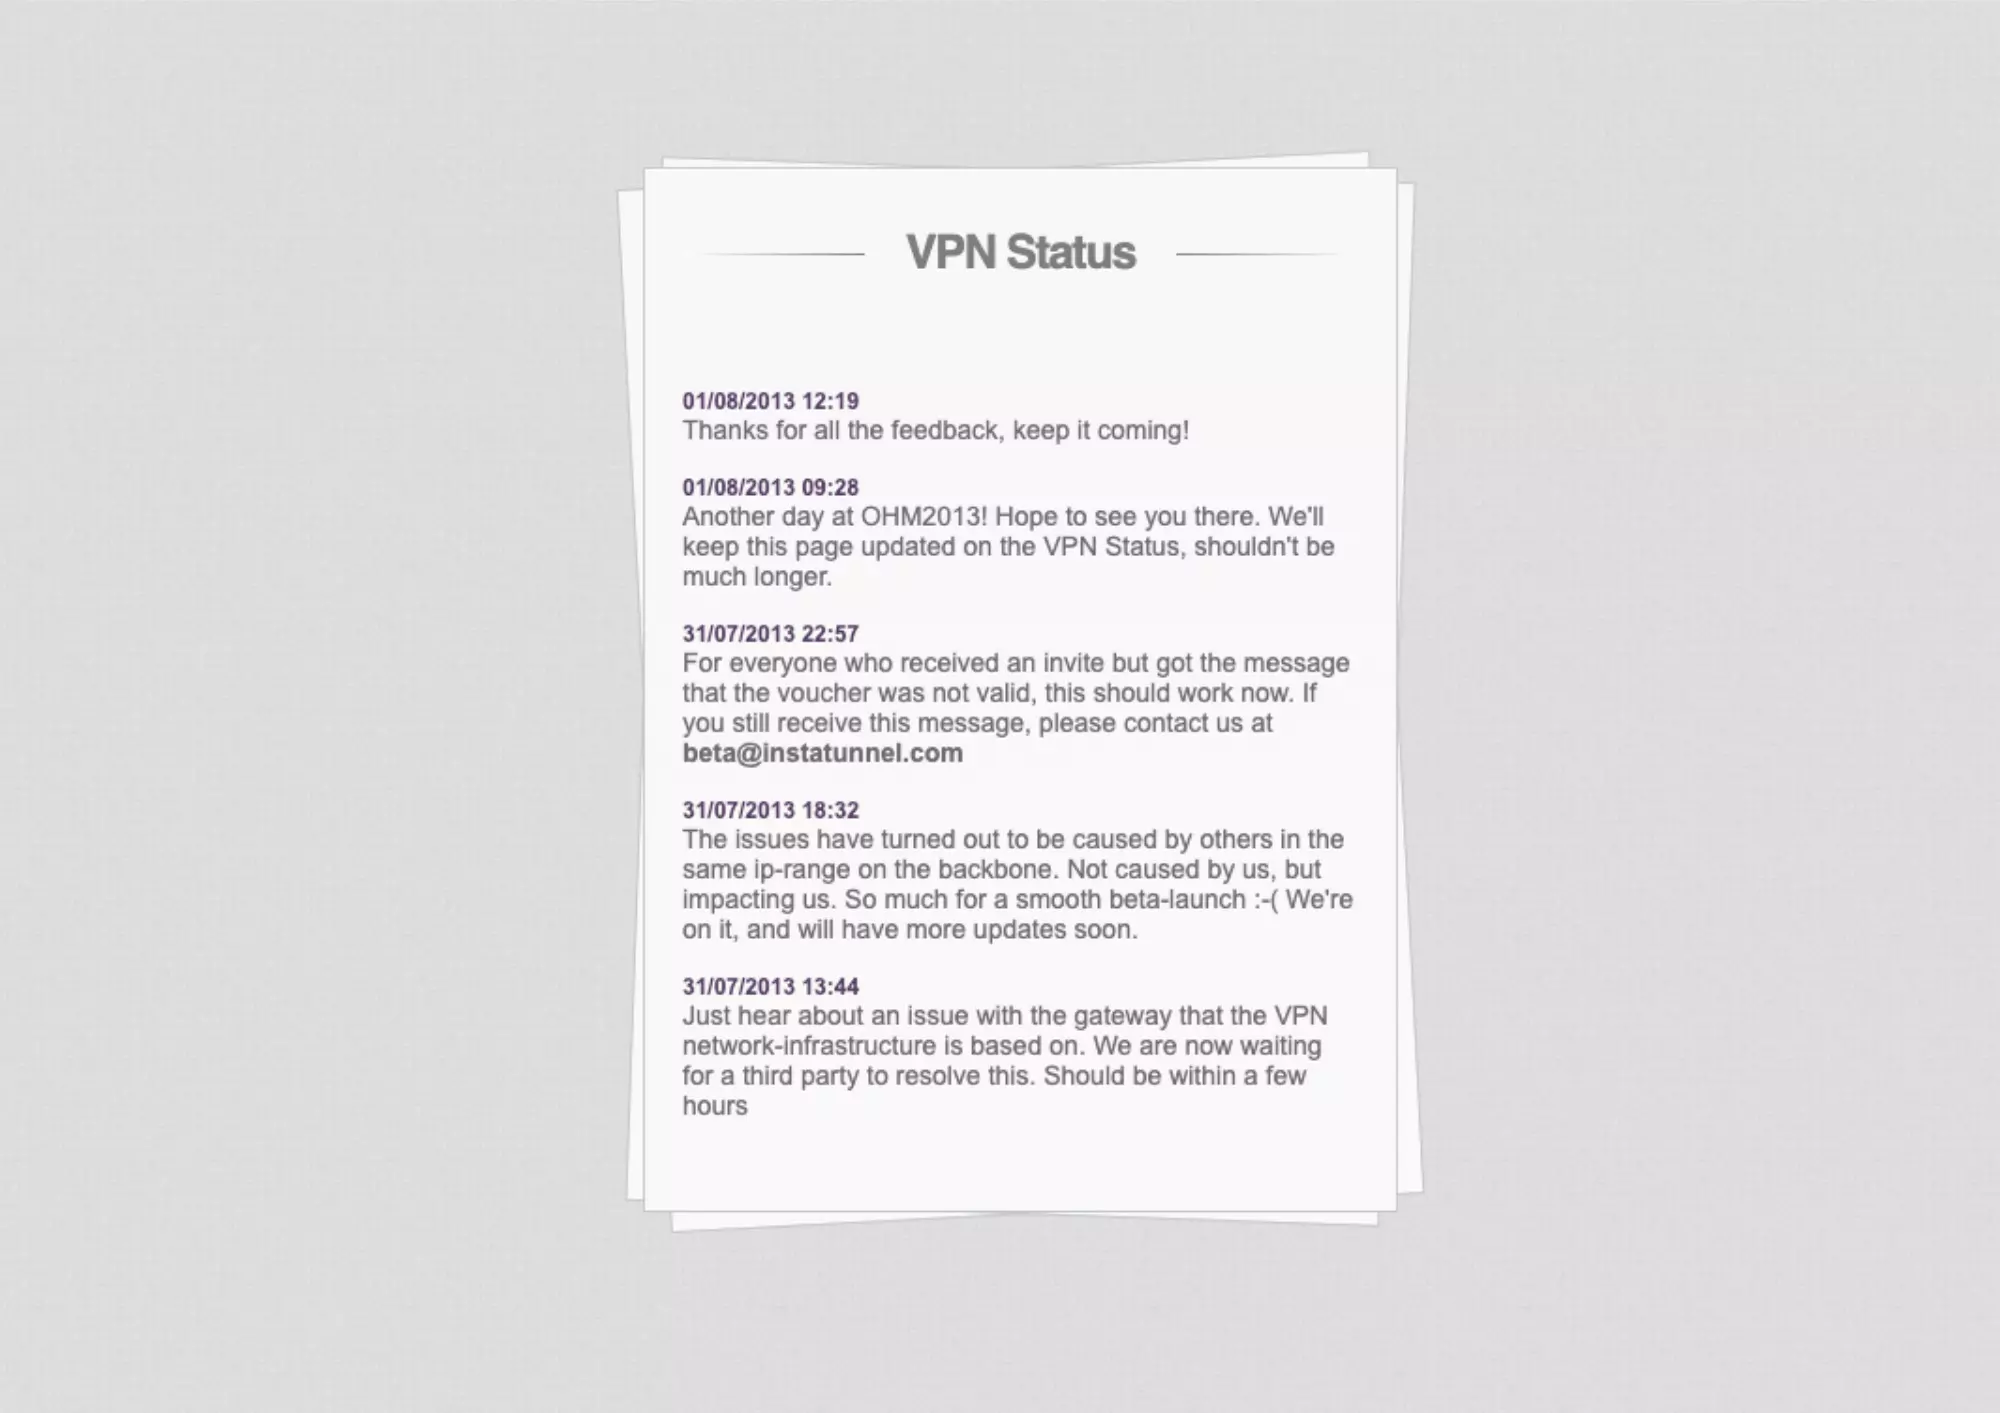 VPN Status
01/08/2013 12:19
Thanks for all the feedback, keep it coming!
01/08/2013 09:28
Another day at OHM2013! Hope to see you there. We'll
keep this page updated on the VPN Status, shouldn't be
much longer.
31/07/2013 22:57
For everyone who received an invite but got the message
that the voucher was not valid, this should work now. If
you still receive this message, please contact us at
beta@instatunnel.com
31/07/2013 18:32
The issues have turned out to be caused by others in the
same ip-range on the backbone. Not caused by us, but
impacting us. So much for a smooth beta-launch :-( We're
on it, and will have more updates soon.
31/07/2013 13:44
Just hear about an issue with the gateway that the VPN
network-infrastructure is based on. We are now waiting
for a third party to resolve this. Should be within a few
hours